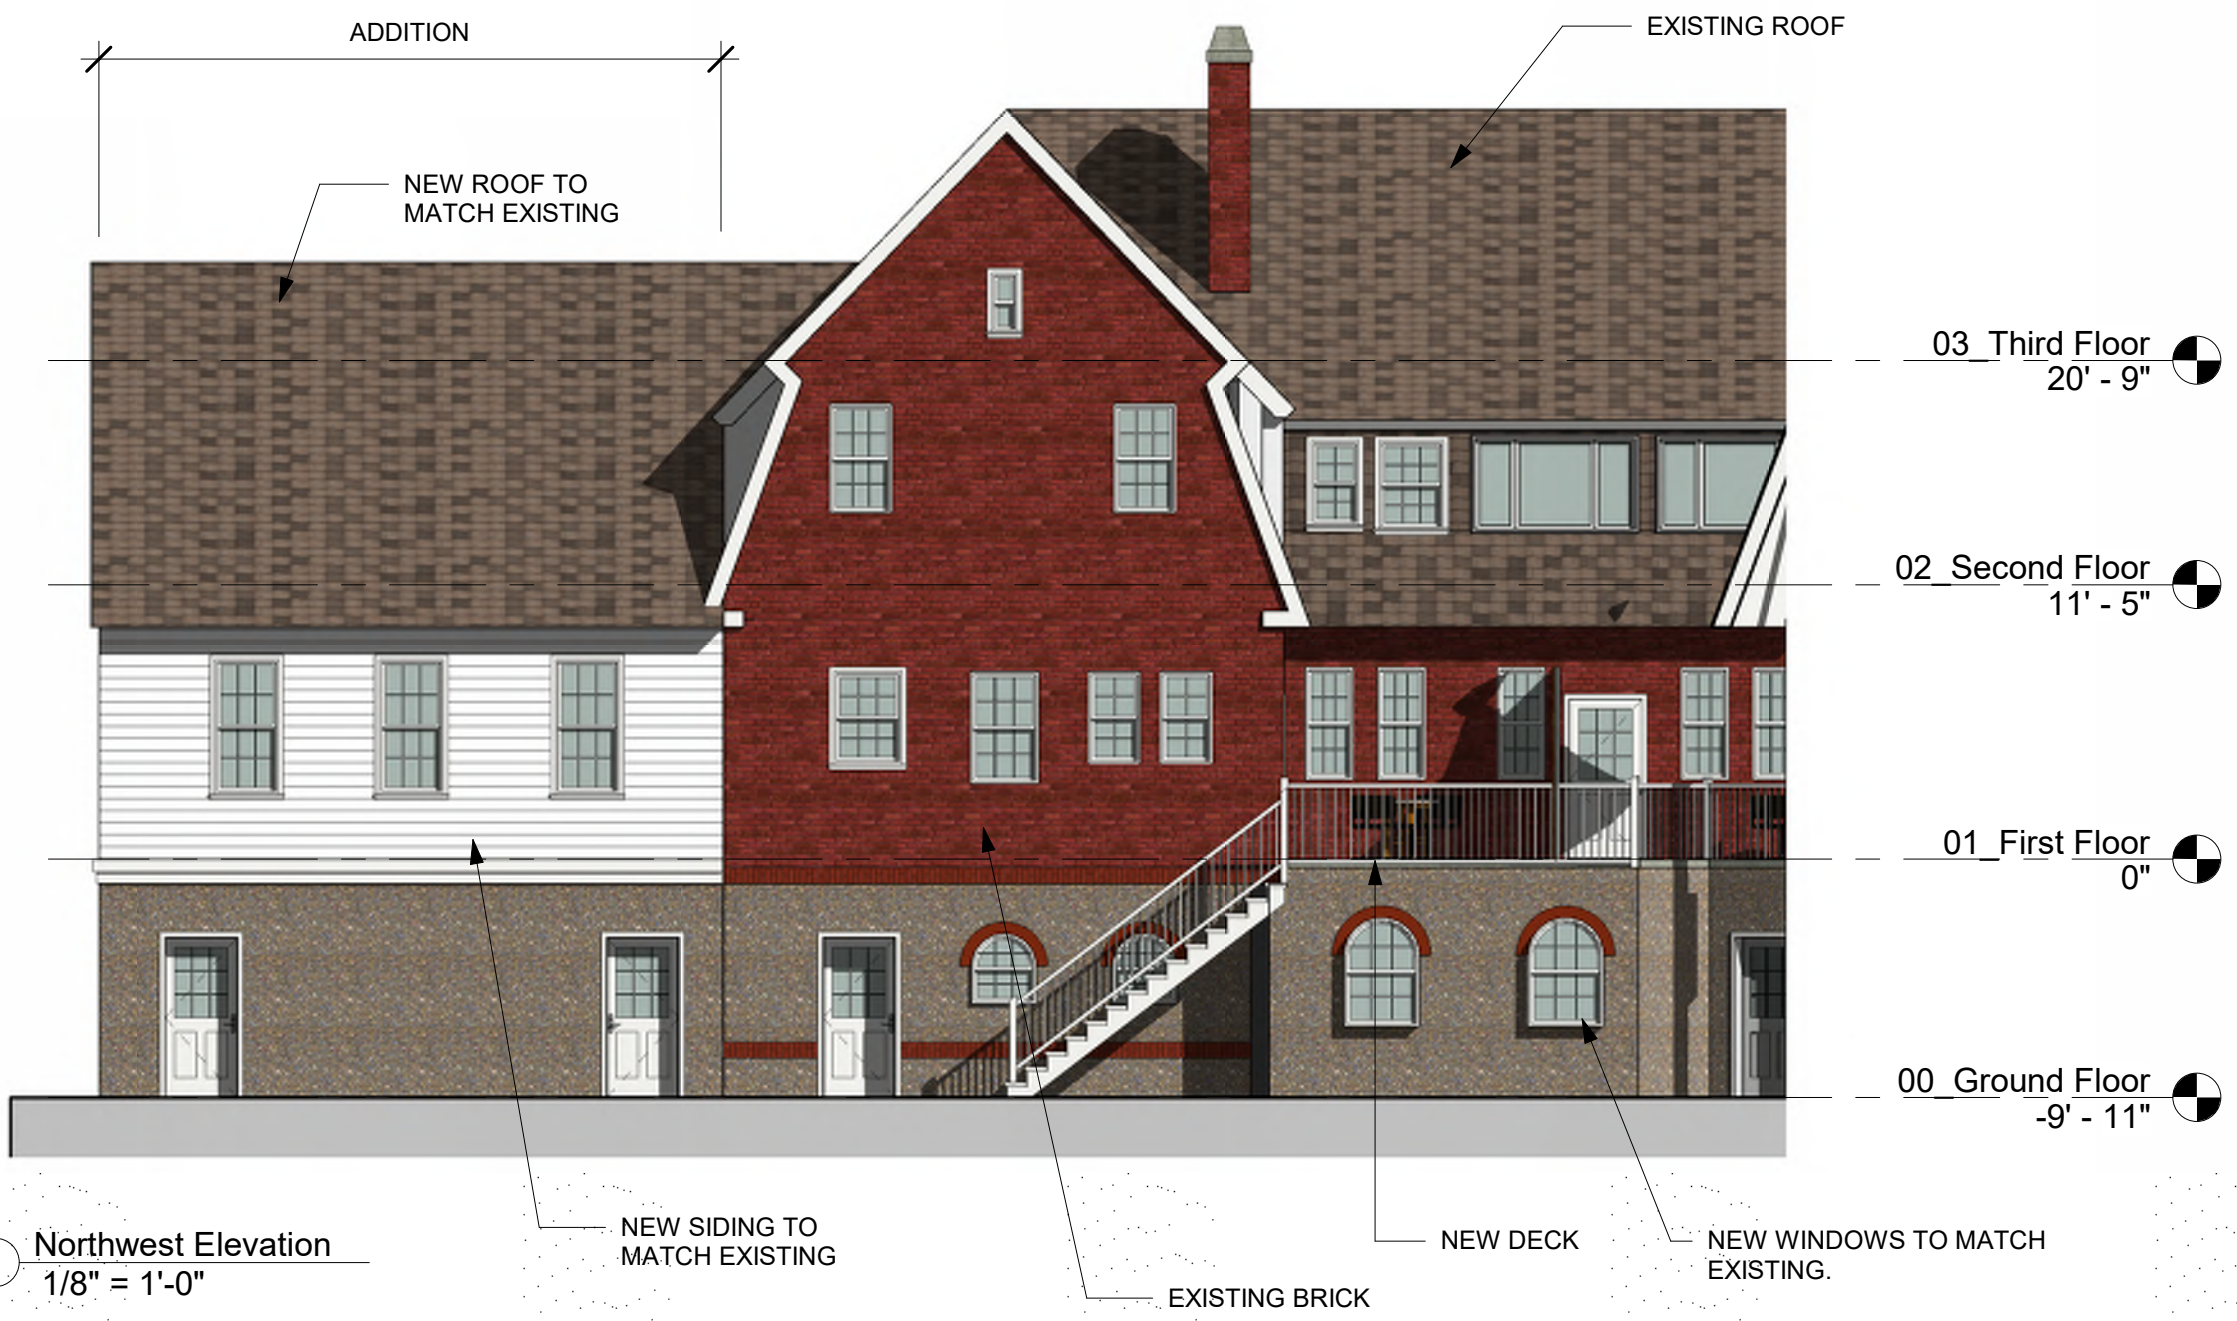 ADDITION
EXISTING ROOF
NEW ROOF TO
MATCH EXISTING
03_Third Floor
20' - 9"
02_Second Floor
11' - 5"
01_First Floor
0"
00_Ground Floor
-9' - 11"
NEW SIDING TO
MATCH EXISTING
NEW DECK
NEW WINDOWS TO MATCH
EXISTING.
EXISTING BRICK
Northwest Elevation
1/8" = 1'-0"